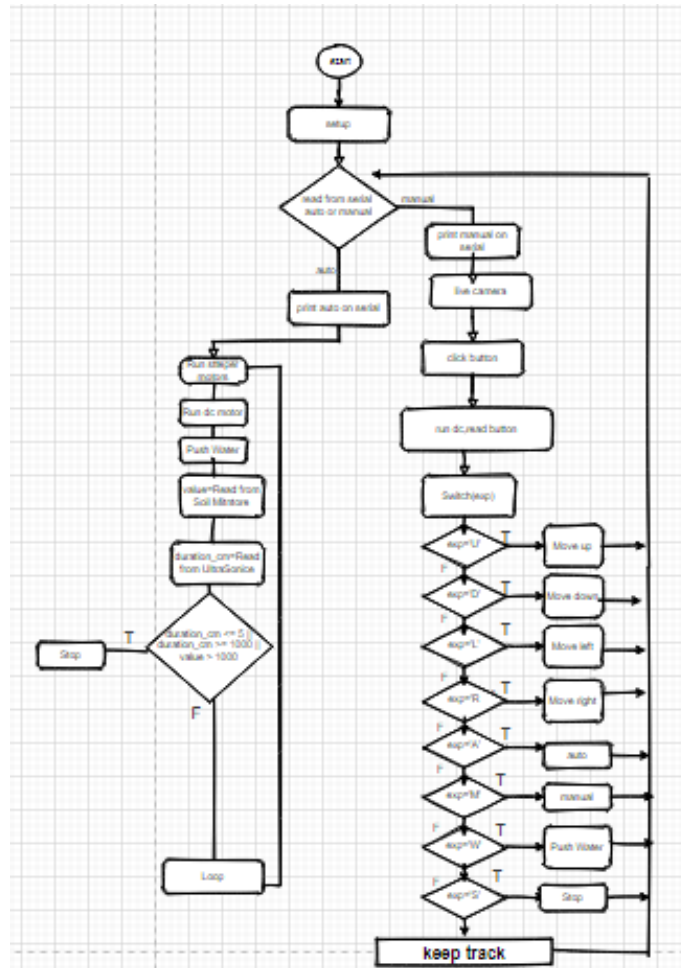 start
setup
read from serial
auto or manual
manual
print manual on
serial
auto
live camera
print auto on serial
click button
Run stteper
motors
Run dc motor
run dc,read button
Push Water
value=Read from
Soil
Switch(exp)
duration_cm=Read
from UltraSonice
exp='U'
T
Move up
F
exp='D'
T
Move down
F
duration_cm <= 5 ||
duration_cm >= 1000 ||
value > 1000
T
Stop
F
exp='L'
T
Move left
F
exp='R
T
Move right
F
exp='A'
T
auto
F
exp='M'
T
manual
F
exp='W
T
Push Water
F
exp='S'
T
Stop
Loop
keep track